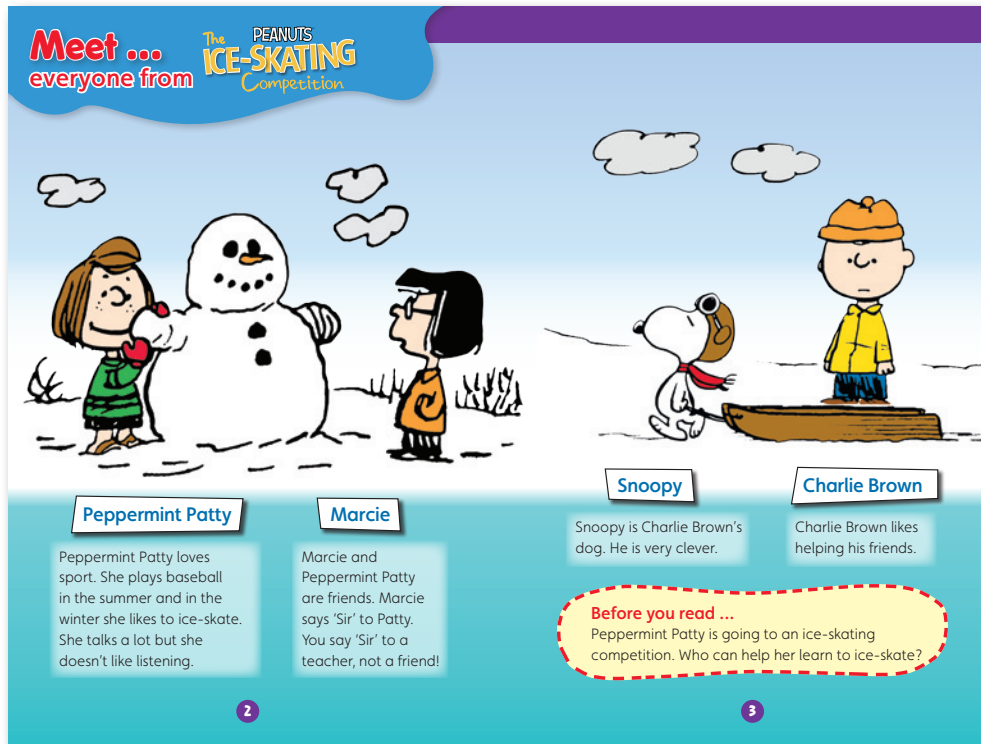 Meet ...
everyone from
The
PEANUTS
ICE-SKATING
Competition
Peppermint Patty
Peppermint Patty loves
sport. She plays baseball
in the summer and in the
winter she likes to ice-skate.
She talks a lot but she
doesn't like listening.
Marcie
Marcie and
Peppermint Patty
are friends. Marcie
says ‘Sir’ to Patty.
You say ‘Sir’ to a
teacher, not a friend!
2
Snoopy
Snoopy is Charlie Brown’s
dog. He is very clever.
Charlie Brown
Charlie Brown likes
helping his friends.
Before you read ...
Peppermint Patty is going to an ice-skating
competition. Who can help her learn to ice-skate?
3